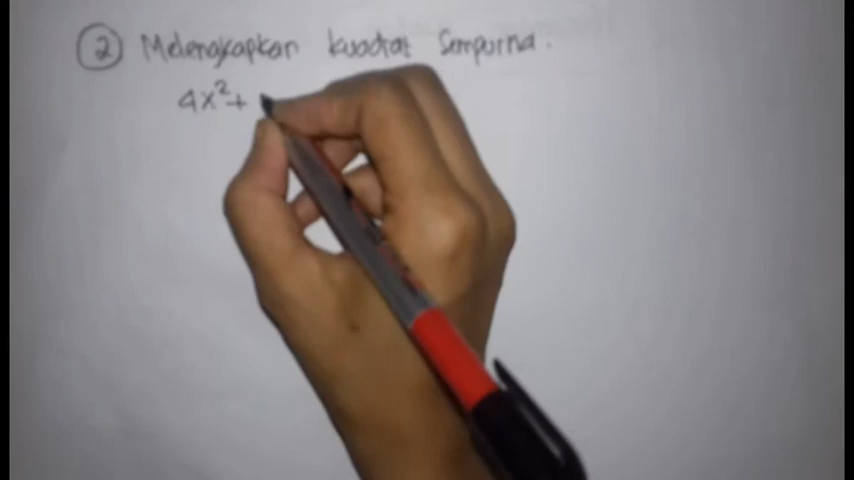 ② Melengkapkan kuadrat Sempurna.
4x²+